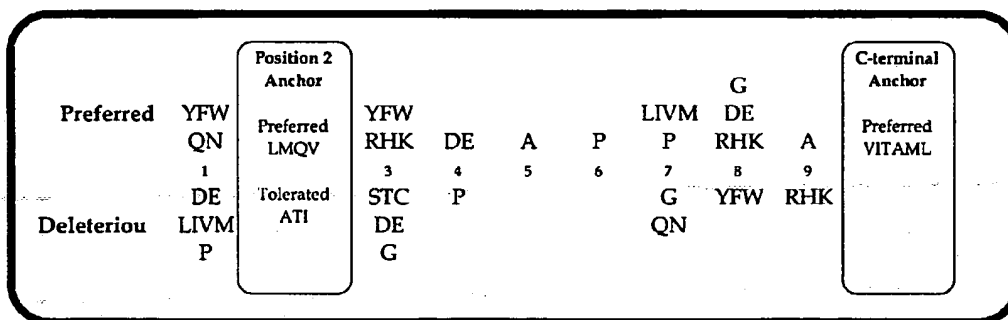 Position 2
Anchor
C-terminal
Anchor
G
Preferred YFW Preferred YFW LIVM DE Preferred
QN LMQV RHK DE A P P RHK A VITAML
1 3 4 5 6 7 8 9
DE Tolerated STC P G YFW RHK
Deleteriou LIVM ATI DE QN
P G